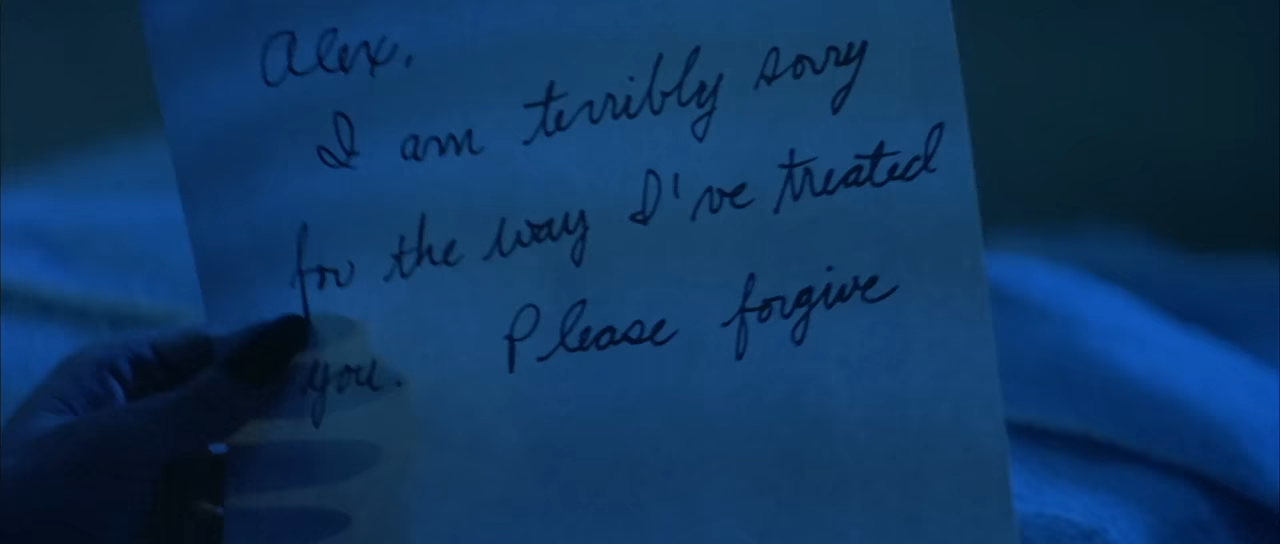 Alex,
I am terribly sorry
for the way I've treated
you. Please forgive